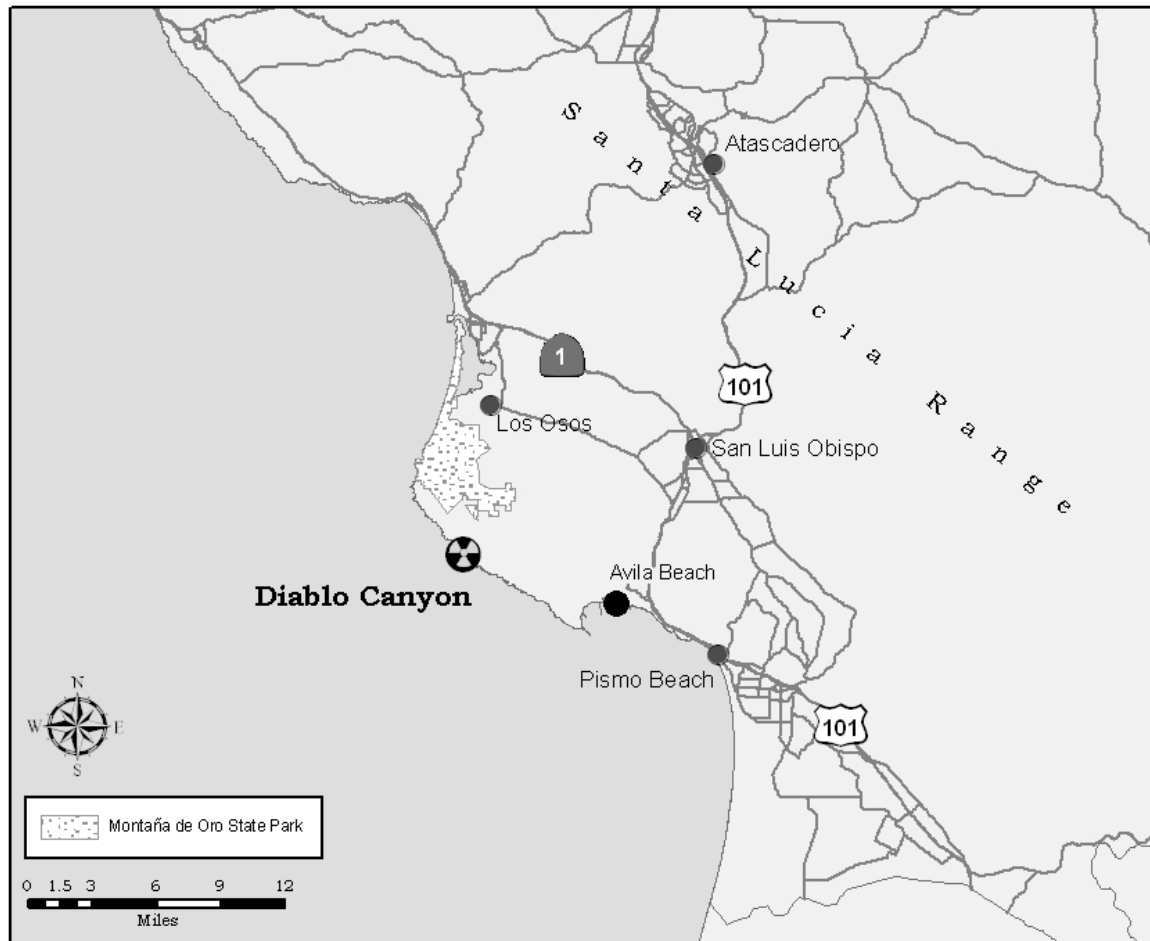 Santa Lucia Range
Atascadero
1
101
Los Osos
San Luis Obispo
Avila Beach
Diablo Canyon
Pismo Beach
N
W E
S
101
Montaña de Oro State Park
0 1.5 3 6 9 12
Miles